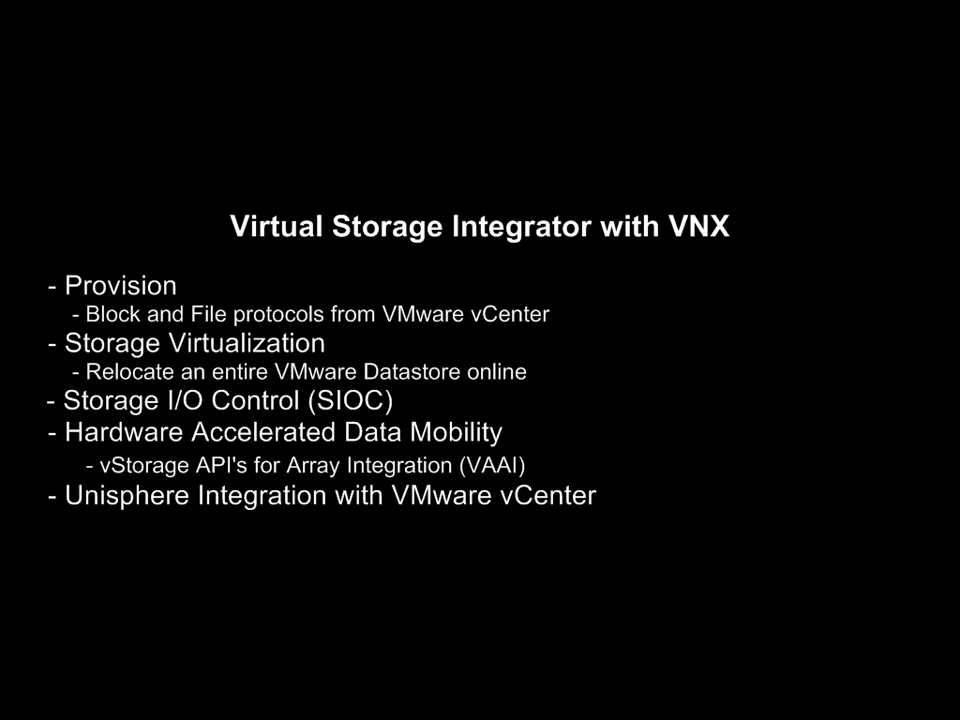 Virtual Storage Integrator with VNX
- Provision
- Block and File protocols from VMware vCenter
- Storage Virtualization
- Relocate an entire VMware Datastore online
- Storage I/O Control (SIOC)
- Hardware Accelerated Data Mobility
- vStorage API's for Array Integration (VAAI)
- Unisphere Integration with VMware vCenter